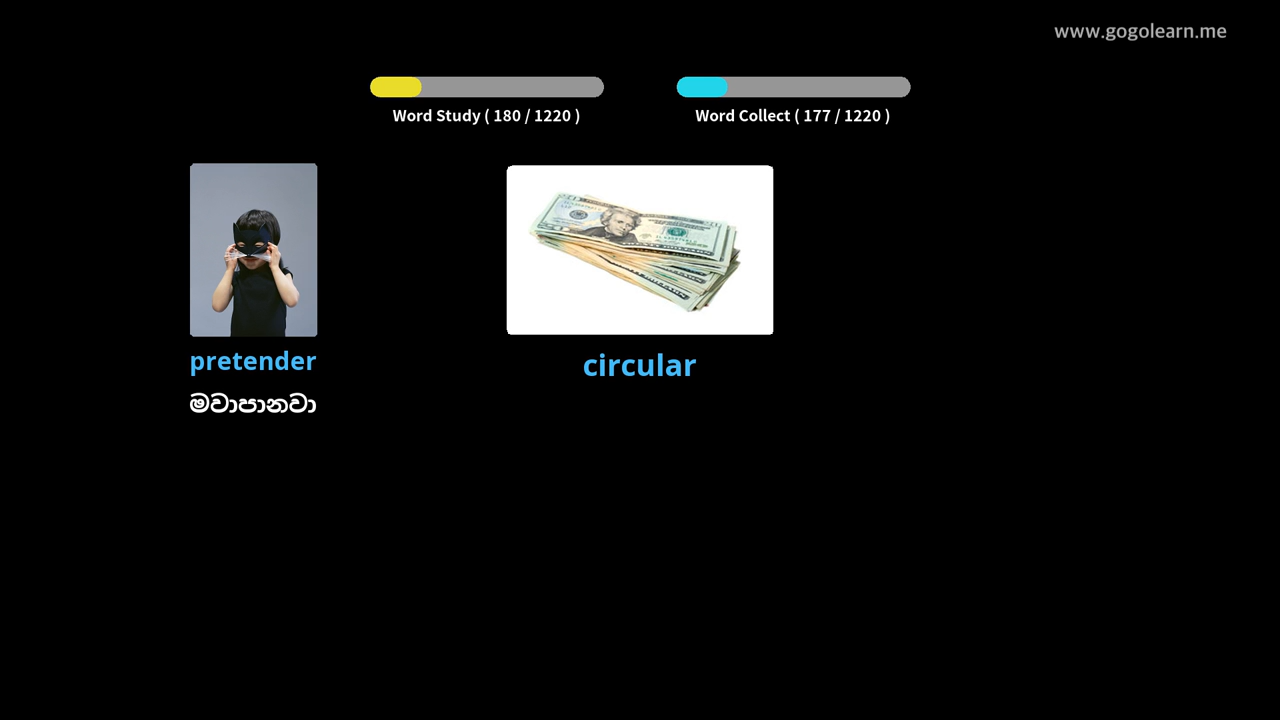 www.gogolearn.me
Word Study ( 180 / 1220 )
Word Collect ( 177 / 1220 )
pretender
මවාපානවා
circular